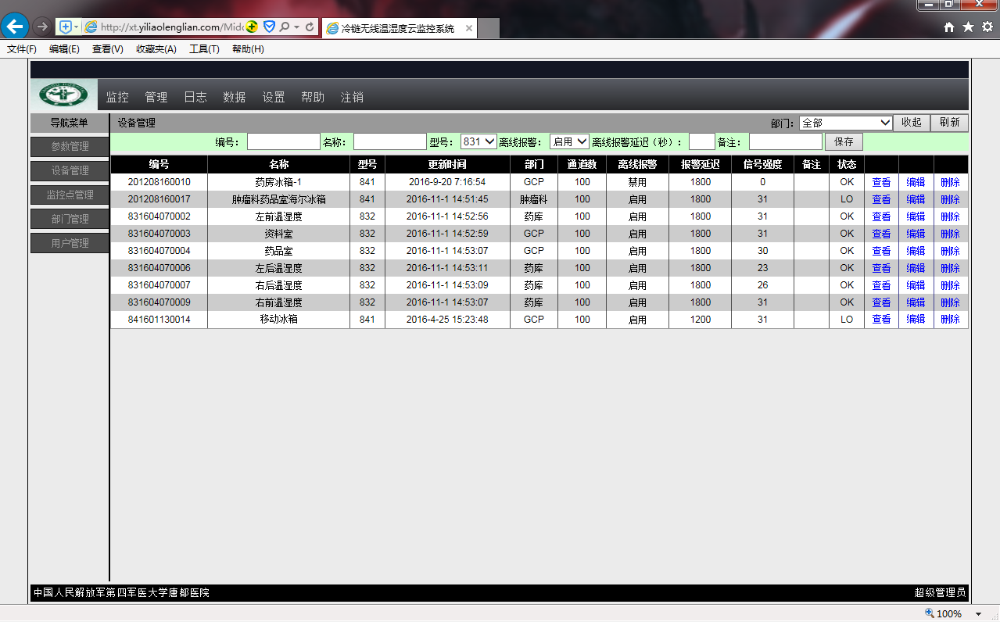 http://xt.yiliaolenglian.com/Mid
冷链无线温湿度云监控系统
文件(F) 编辑(E) 查看(V) 收藏夹(A) 工具(T) 帮助(H)
监控 管理 日志 数据 设置 帮助 注销
导航菜单
参数管理
设备管理
监控点管理
部门管理
用户管理
设备管理 部门： 全部 收起 刷新
编号： 名称： 型号： 831 离线报警： 启用 离线报警延迟（秒）： 备注： 保存
编号 名称 型号 更新时间 部门 通道数 离线报警 报警延迟 信号强度 备注 状态
201208160010 药房冰箱-1 841 2016-9-20 7:16:54 GCP 100 禁用 1800 0 OK 查看 编辑 删除
201208160017 肿瘤科药品室海尔冰箱 841 2016-11-1 14:51:45 肿瘤科 100 启用 1800 31 LO 查看 编辑 删除
831604070002 左前温湿度 832 2016-11-1 14:52:56 药库 100 启用 1800 31 OK 查看 编辑 删除
831604070003 资料室 832 2016-11-1 14:52:59 GCP 100 启用 1800 31 OK 查看 编辑 删除
831604070004 药品室 832 2016-11-1 14:53:07 GCP 100 启用 1800 30 OK 查看 编辑 删除
831604070006 左后温湿度 832 2016-11-1 14:53:11 药库 100 启用 1800 23 OK 查看 编辑 删除
831604070007 右后温湿度 832 2016-11-1 14:53:09 药库 100 启用 1800 26 OK 查看 编辑 删除
831604070009 右前温湿度 832 2016-11-1 14:53:07 药库 100 启用 1800 31 OK 查看 编辑 删除
841601130014 移动冰箱 841 2016-4-25 15:23:48 GCP 100 启用 1200 31 LO 查看 编辑 删除
中国人民解放军第四军医大学唐都医院 超级管理员
100%